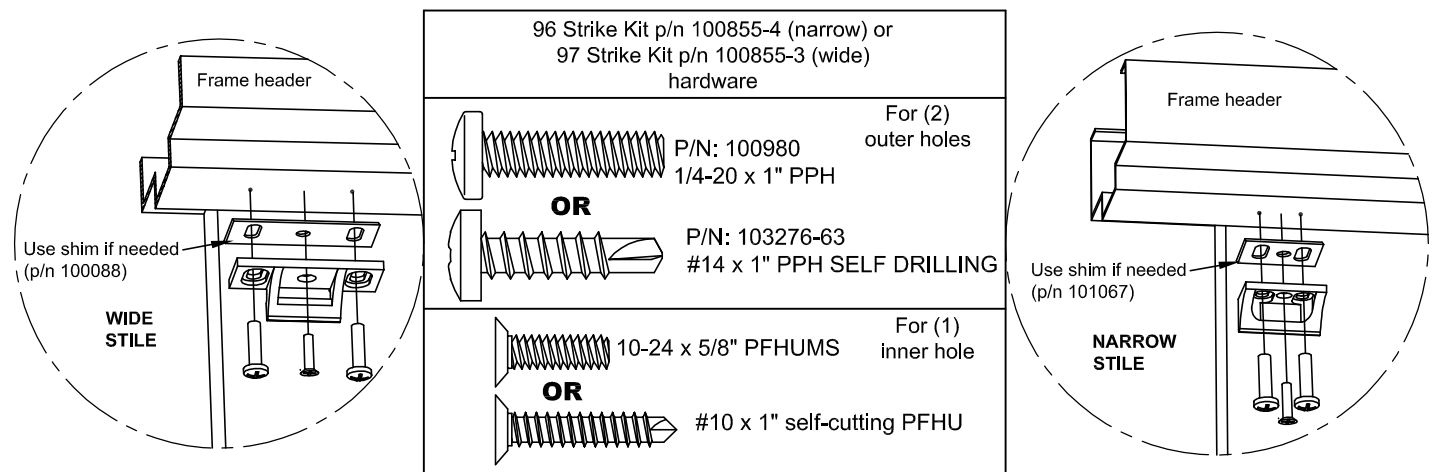 Frame header
Use shim if needed
(p/n 100088)
WIDE
STILE
96 Strike Kit p/n 100855-4 (narrow) or
97 Strike Kit p/n 100855-3 (wide)
hardware
For (2)
outer holes
P/N: 100980
1/4-20 x 1" PPH
OR
P/N: 103276-63
#14 x 1" PPH SELF DRILLING
For (1)
inner hole
10-24 x 5/8" PFHUMS
OR
#10 x 1" self-cutting PFHU
Frame header
Use shim if needed
(p/n 101067)
NARROW
STILE